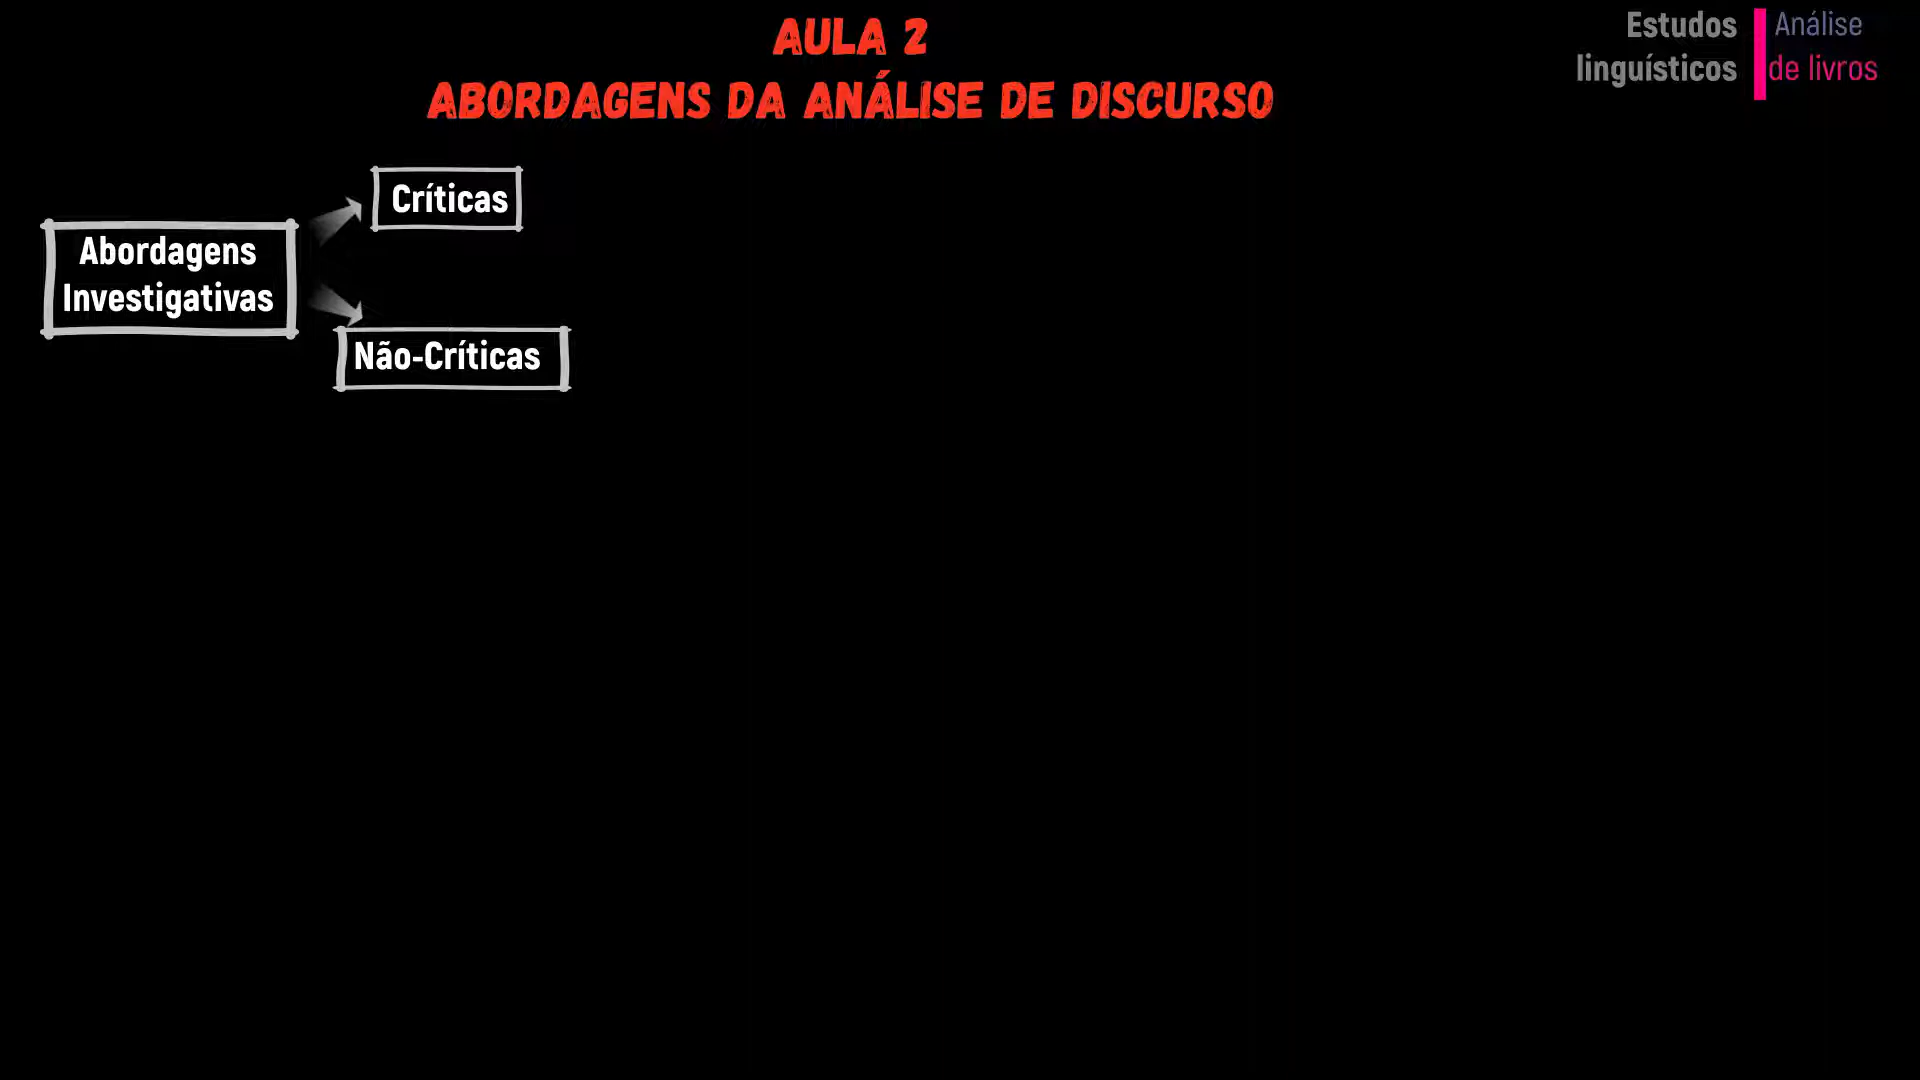 AULA 2
ABORDAGENS DA ANÁLISE DE DISCURSO
Estudos
linguísticos
Análise
de livros
Críticas
Abordagens
Investigativas
Não-Críticas